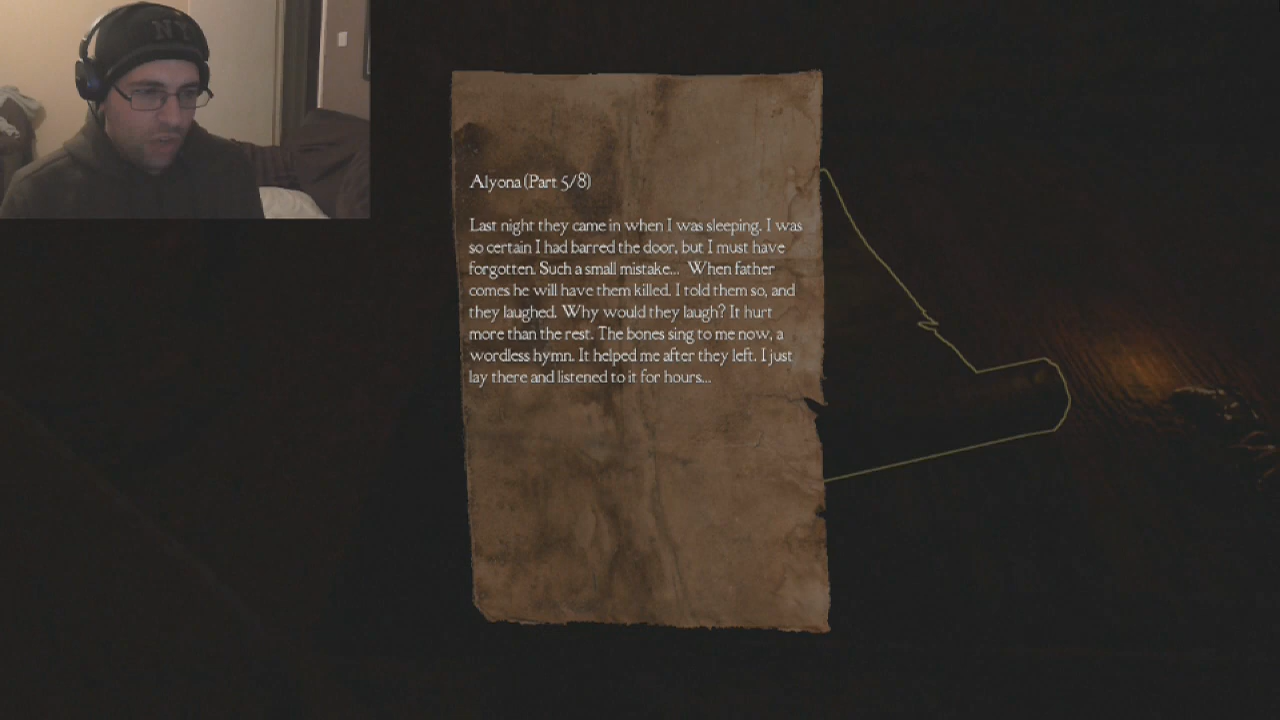 NY
Alyona (Part 5/8)
Last night they came in when I was sleeping. I was
so certain I had barred the door, but I must have
forgotten. Such a small mistake... When father
comes he will have them killed. I told them so, and
they laughed. Why would they laugh? It hurt
more than the rest. The bones sing to me now, a
wordless hymn. It helped me after they left. I just
lay there and listened to it for hours...